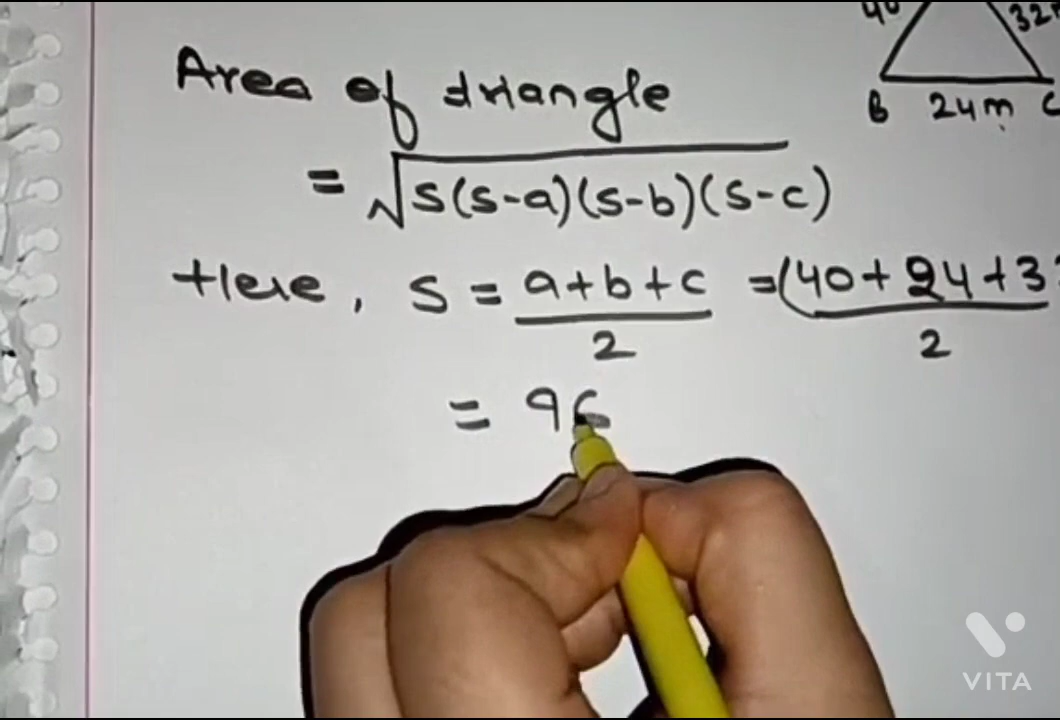 40
32
B 24m C
Area of triangle
= √s(s-a)(s-b)(s-c)
Here, S = a+b+c/2 = (40+24+3/2
= 96
VITA